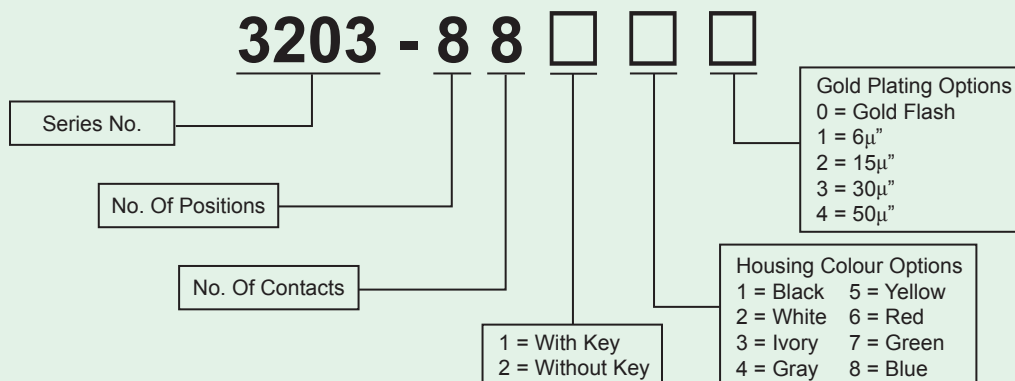 3203 - 8 8
Series No.
No. Of Positions
No. Of Contacts
1 = With Key
2 = Without Key
Housing Colour Options
1 = Black 5 = Yellow
2 = White 6 = Red
3 = Ivory 7 = Green
4 = Gray 8 = Blue
Gold Plating Options
0 = Gold Flash
1 = 6µ”
2 = 15µ”
3 = 30µ”
4 = 50µ”